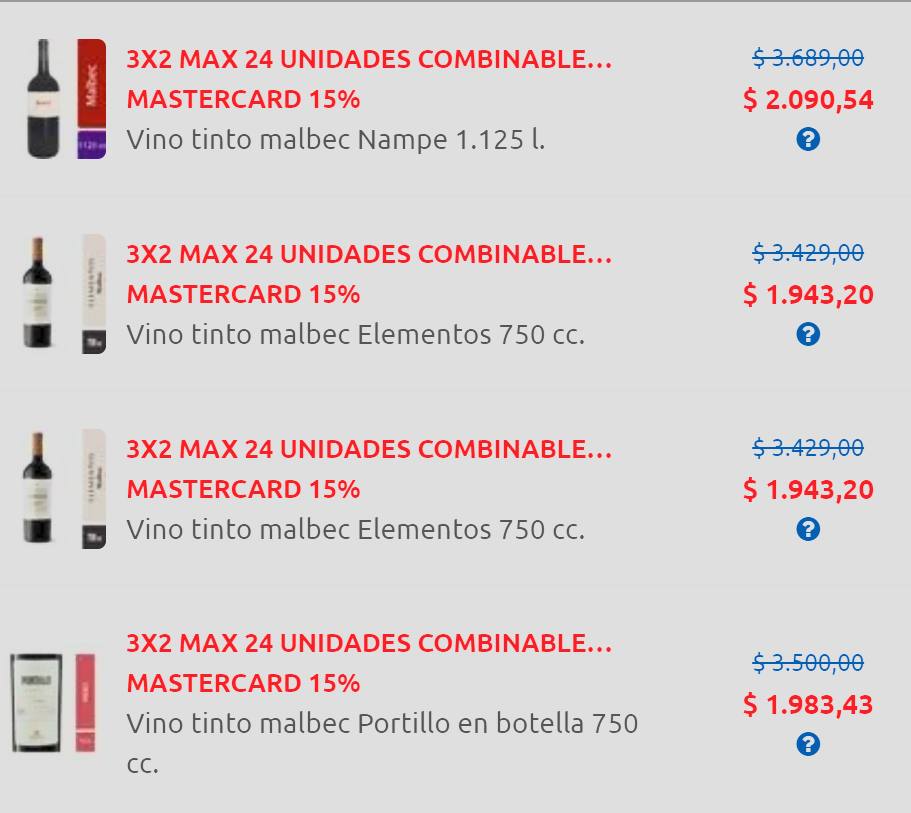 3X2 MAX 24 UNIDADES COMBINABLE...
$ 3.689,00
MASTERCARD 15%
$ 2.090,54
Vino tinto malbec Nampe 1.125 l.
?
Malbec
3X2 MAX 24 UNIDADES COMBINABLE...
$ 3.429,00
MASTERCARD 15%
$ 1.943,20
Vino tinto malbec Elementos 750 cc.
?
ELEMENTOS
3X2 MAX 24 UNIDADES COMBINABLE...
$ 3.429,00
MASTERCARD 15%
$ 1.943,20
Vino tinto malbec Elementos 750 cc.
?
ELEMENTOS
3X2 MAX 24 UNIDADES COMBINABLE...
$ 3.500,00
MASTERCARD 15%
$ 1.983,43
Vino tinto malbec Portillo en botella 750
cc.
?
PORTILLO